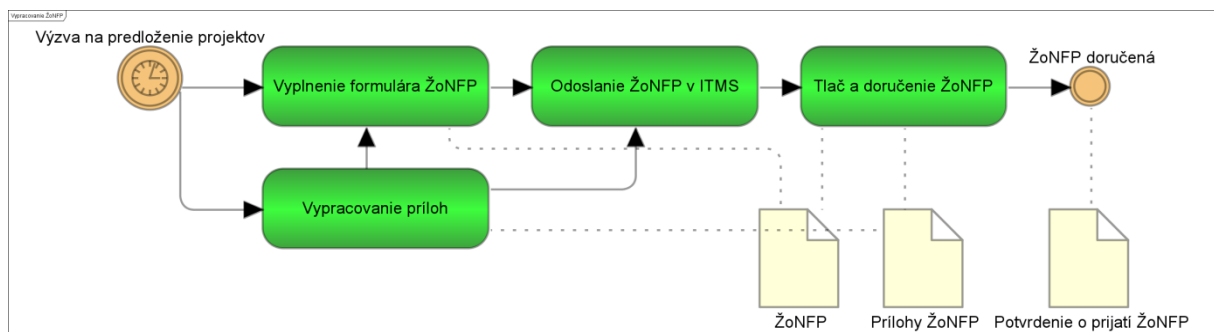 Vypracovanie ŽoNFP
Výzva na predloženie projektov
Vyplnenie formulára ŽoNFP
Odoslanie ŽoNFP v ITMS
Tlač a doručenie ŽoNFP
ŽoNFP doručená
Vypracovanie príloh
ŽoNFP
Prílohy ŽoNFP
Potvrdenie o prijatí ŽoNFP